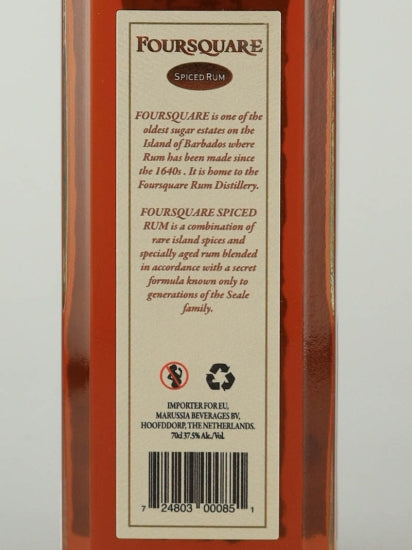 FOURSQUARE
SPICED RUM
FOURSQUARE is one of the
oldest sugar estates on the
Island of Barbados where
Rum has been made since
the 1640s . It is home to the
Foursquare Rum Distillery.
FOURSQUARE SPICED
RUM is a combination of
rare island spices and
specially aged rum blended
in accordance with a secret
formula known only to
generations of the Seale
family.
IMPORTER FOR EU,
MARUSSIA BEVERAGES BV,
HOOFDDORP, THE NETHERLANDS.
70cl 37.5% Alc./Vol.
7 24803 00085 1